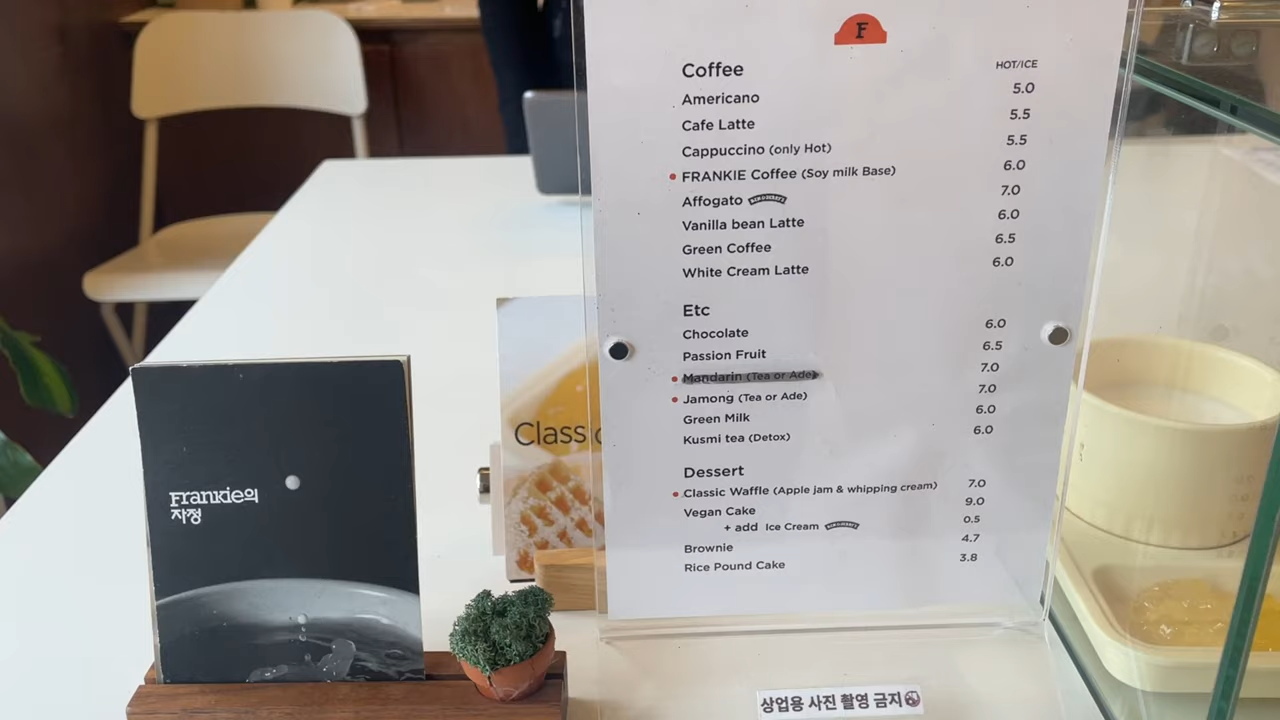 F
Coffee HOT/ICE
Americano 5.0
Cafe Latte 5.5
Cappuccino (only Hot) 5.5
FRANKIE Coffee (Soy milk Base) 6.0
Affogato 7.0
Vanilla bean Latte 6.0
Green Coffee 6.5
White Cream Latte 6.0
Etc
Chocolate 6.0
Passion Fruit 6.5
Mandarin (Tea or Ade) 7.0
Jamong (Tea or Ade) 7.0
Green Milk 6.0
Kusmi tea (Detox) 6.0
Dessert
Classic Waffle (Apple jam & whipping cream) 7.0
Vegan Cake 9.0
+ add Ice Cream 0.5
Brownie 4.7
Rice Pound Cake 3.8
Classic
Frankie의
자정
상업용 사진 촬영 금지